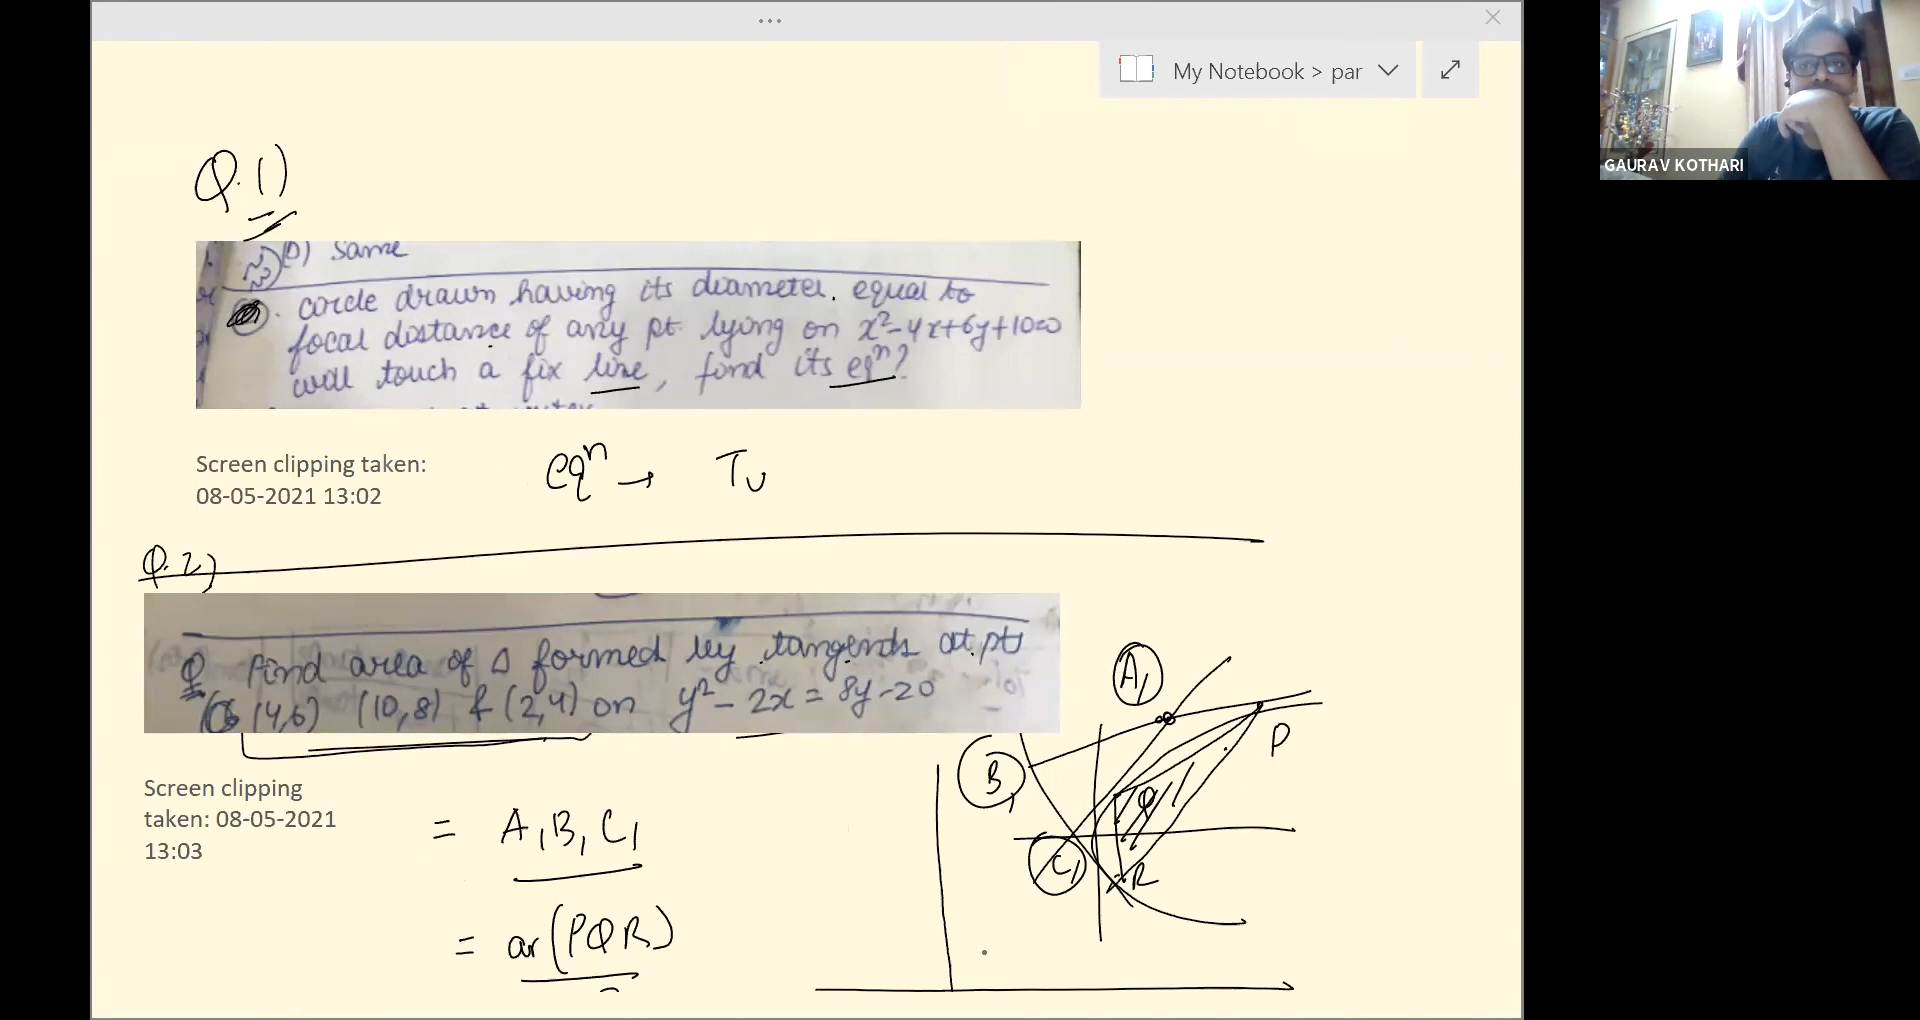 My Notebook > par
GAURAV KOTHARI
Q.1)
(b) Same
circle drawn having its diameter equal to
focal distance of any pt. lying on x²-4x+6y+10=0
will touch a fix line, find its eqⁿ?
Screen clipping taken:
08-05-2021 13:02
eqⁿ → Tv
Q.2)
Q Find area of Δ formed by tangents at pts
(4,6) (10,8) & (2,4) on y²-2x=8y-20
Screen clipping
taken: 08-05-2021
13:03
= A₁B₁C₁
= ar(PQR)
A₁
B₁
C₁
P
Q
R